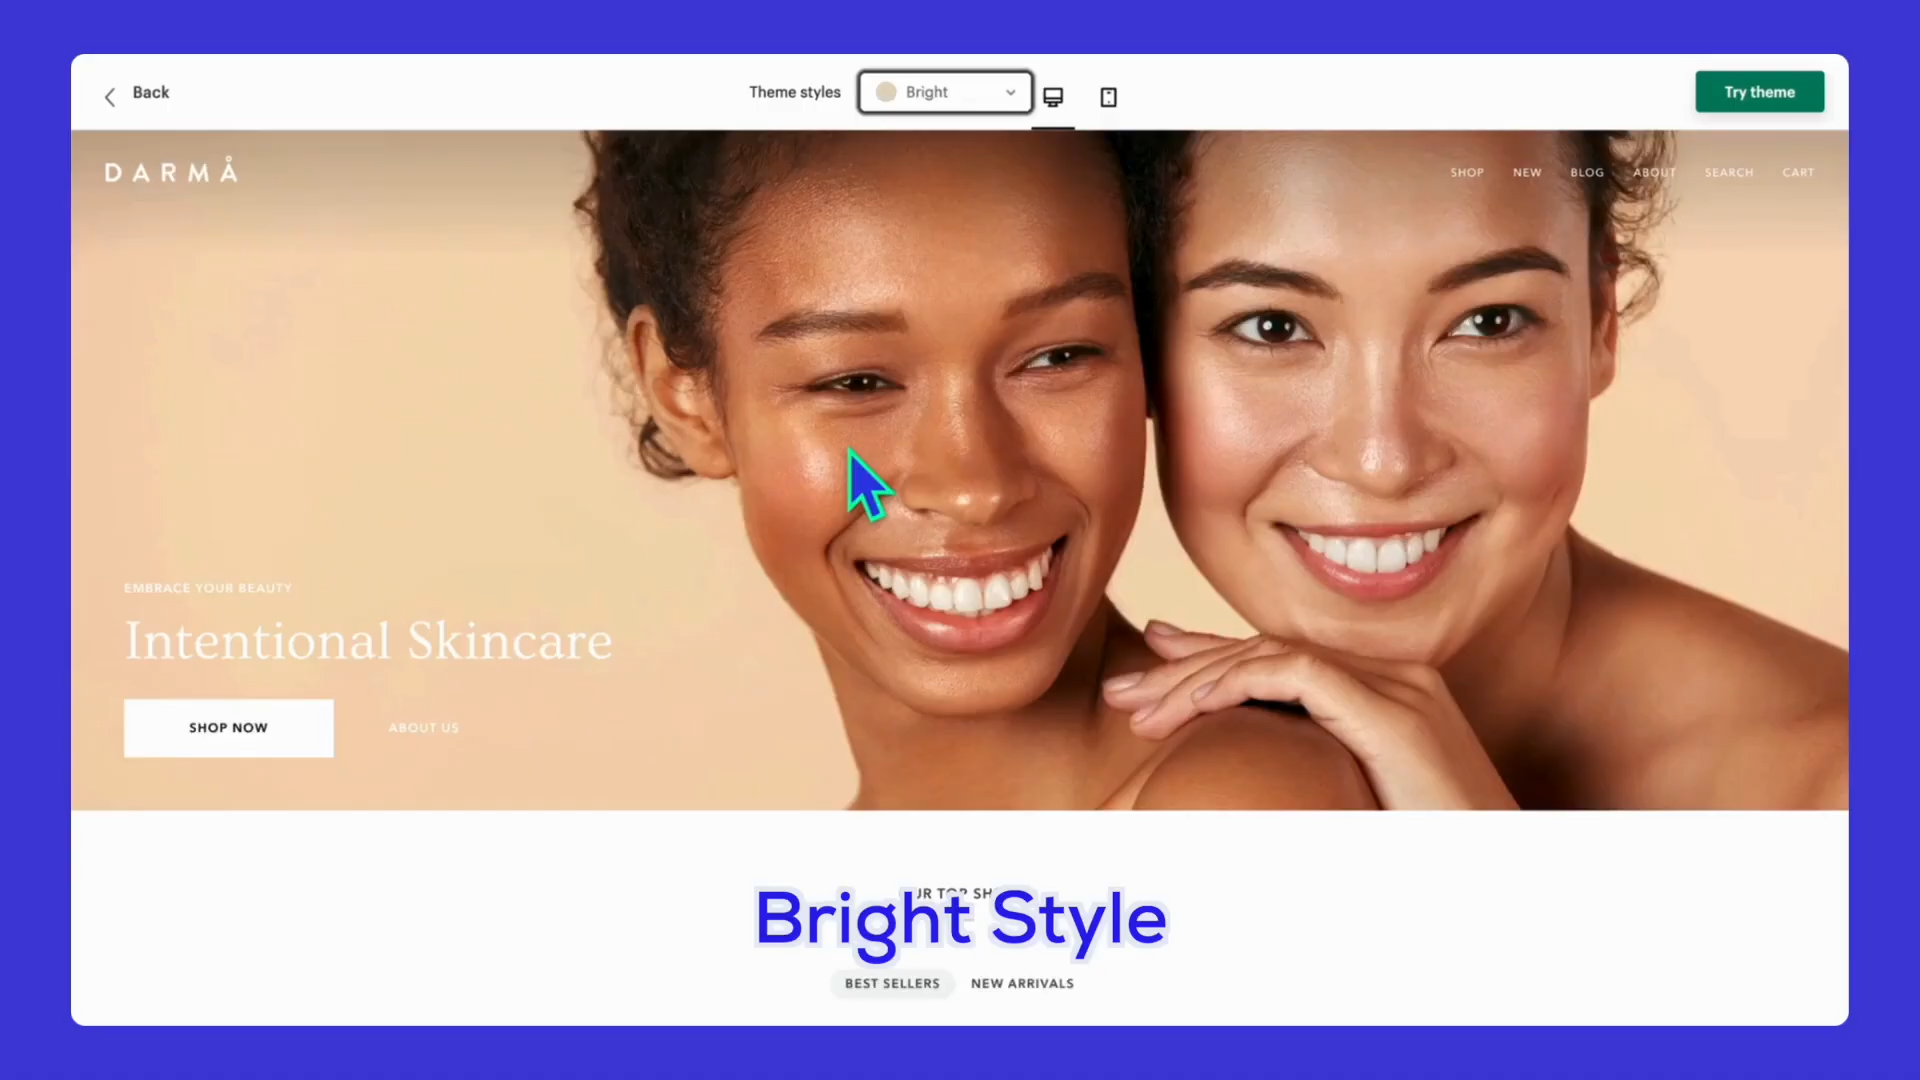 Back
Theme styles
Bright
Try theme
DARMÅ
SHOP NEW BLOG ABOUT SEARCH CART
EMBRACE YOUR BEAUTY
Intentional Skincare
SHOP NOW
ABOUT US
TOP
Bright Style
BEST SELLERS
NEW ARRIVALS